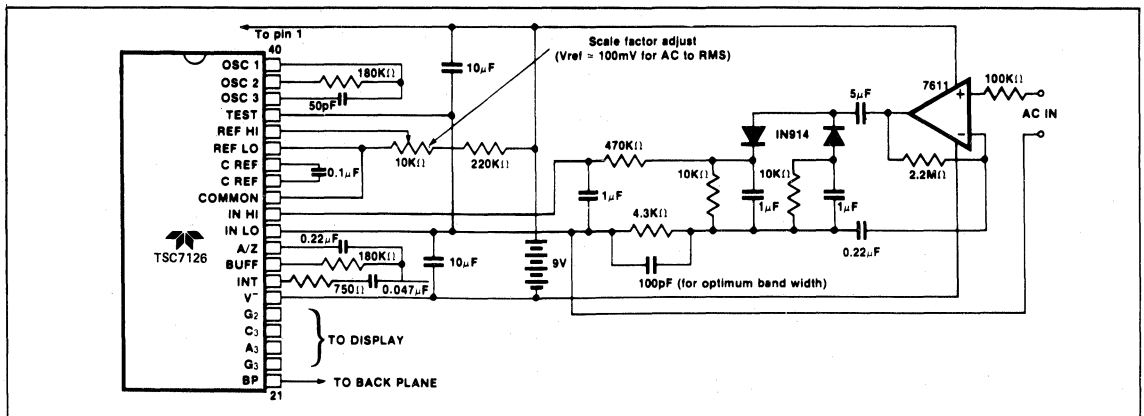 To pin 1
40
OSC 1
OSC 2
OSC 3
TEST
REF HI
REF LO
C REF
C REF
COMMON
IN HI
IN LO
A/Z
BUFF
INT
V⁻
G2
C3
A3
G3
BP
21
TSC7126
180KΩ
50pF
0.1µF
0.22µF
180KΩ
750Ω
0.047µF
TO DISPLAY
TO BACK PLANE
10µF
Scale factor adjust
(Vref ≃ 100mV for AC to RMS)
10KΩ
220KΩ
10µF
9V
470KΩ
1µF
4.3KΩ
100pF (for optimum band width)
10KΩ
1µF
IN914
10KΩ
1µF
5µF
7611
+
−
100KΩ
AC IN
2.2MΩ
0.22µF